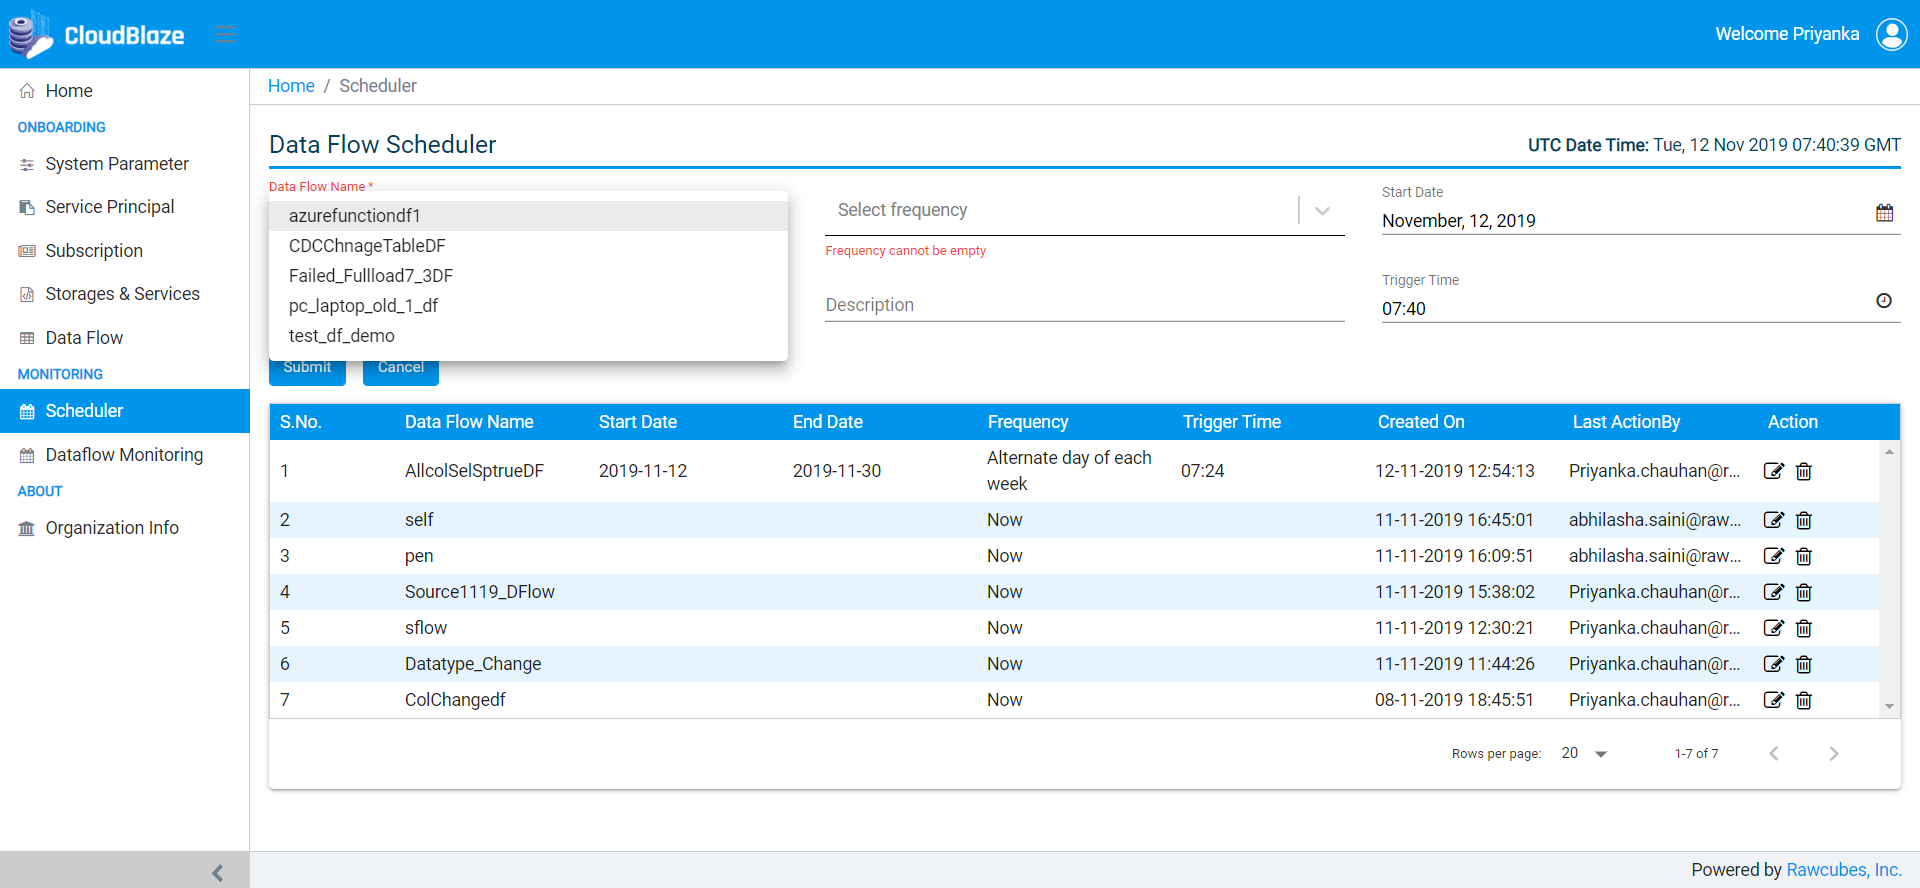 CloudBlaze
Welcome Priyanka
Home
ONBOARDING
System Parameter
Service Principal
Subscription
Storages & Services
Data Flow
MONITORING
Scheduler
Dataflow Monitoring
ABOUT
Organization Info
Home / Scheduler
Data Flow Scheduler
UTC Date Time: Tue, 12 Nov 2019 07:40:39 GMT
Data Flow Name *
azurefunctiondf1
CDCChnageTableDF
Failed_Fullload7_3DF
pc_laptop_old_1_df
test_df_demo
Select frequency
Frequency cannot be empty
Description
Start Date
November, 12, 2019
Trigger Time
07:40
Submit Cancel
S.No. Data Flow Name Start Date End Date Frequency Trigger Time Created On Last ActionBy Action
1 AllcolSelSptrueDF 2019-11-12 2019-11-30 Alternate day of each week 07:24 12-11-2019 12:54:13 Priyanka.chauhan@r...
2 self Now 11-11-2019 16:45:01 abhilasha.saini@raw...
3 pen Now 11-11-2019 16:09:51 abhilasha.saini@raw...
4 Source1119_DFlow Now 11-11-2019 15:38:02 Priyanka.chauhan@r...
5 sflow Now 11-11-2019 12:30:21 Priyanka.chauhan@r...
6 Datatype_Change Now 11-11-2019 11:44:26 Priyanka.chauhan@r...
7 ColChangedf Now 08-11-2019 18:45:51 Priyanka.chauhan@r...
Rows per page: 20 1-7 of 7
Powered by Rawcubes, Inc.